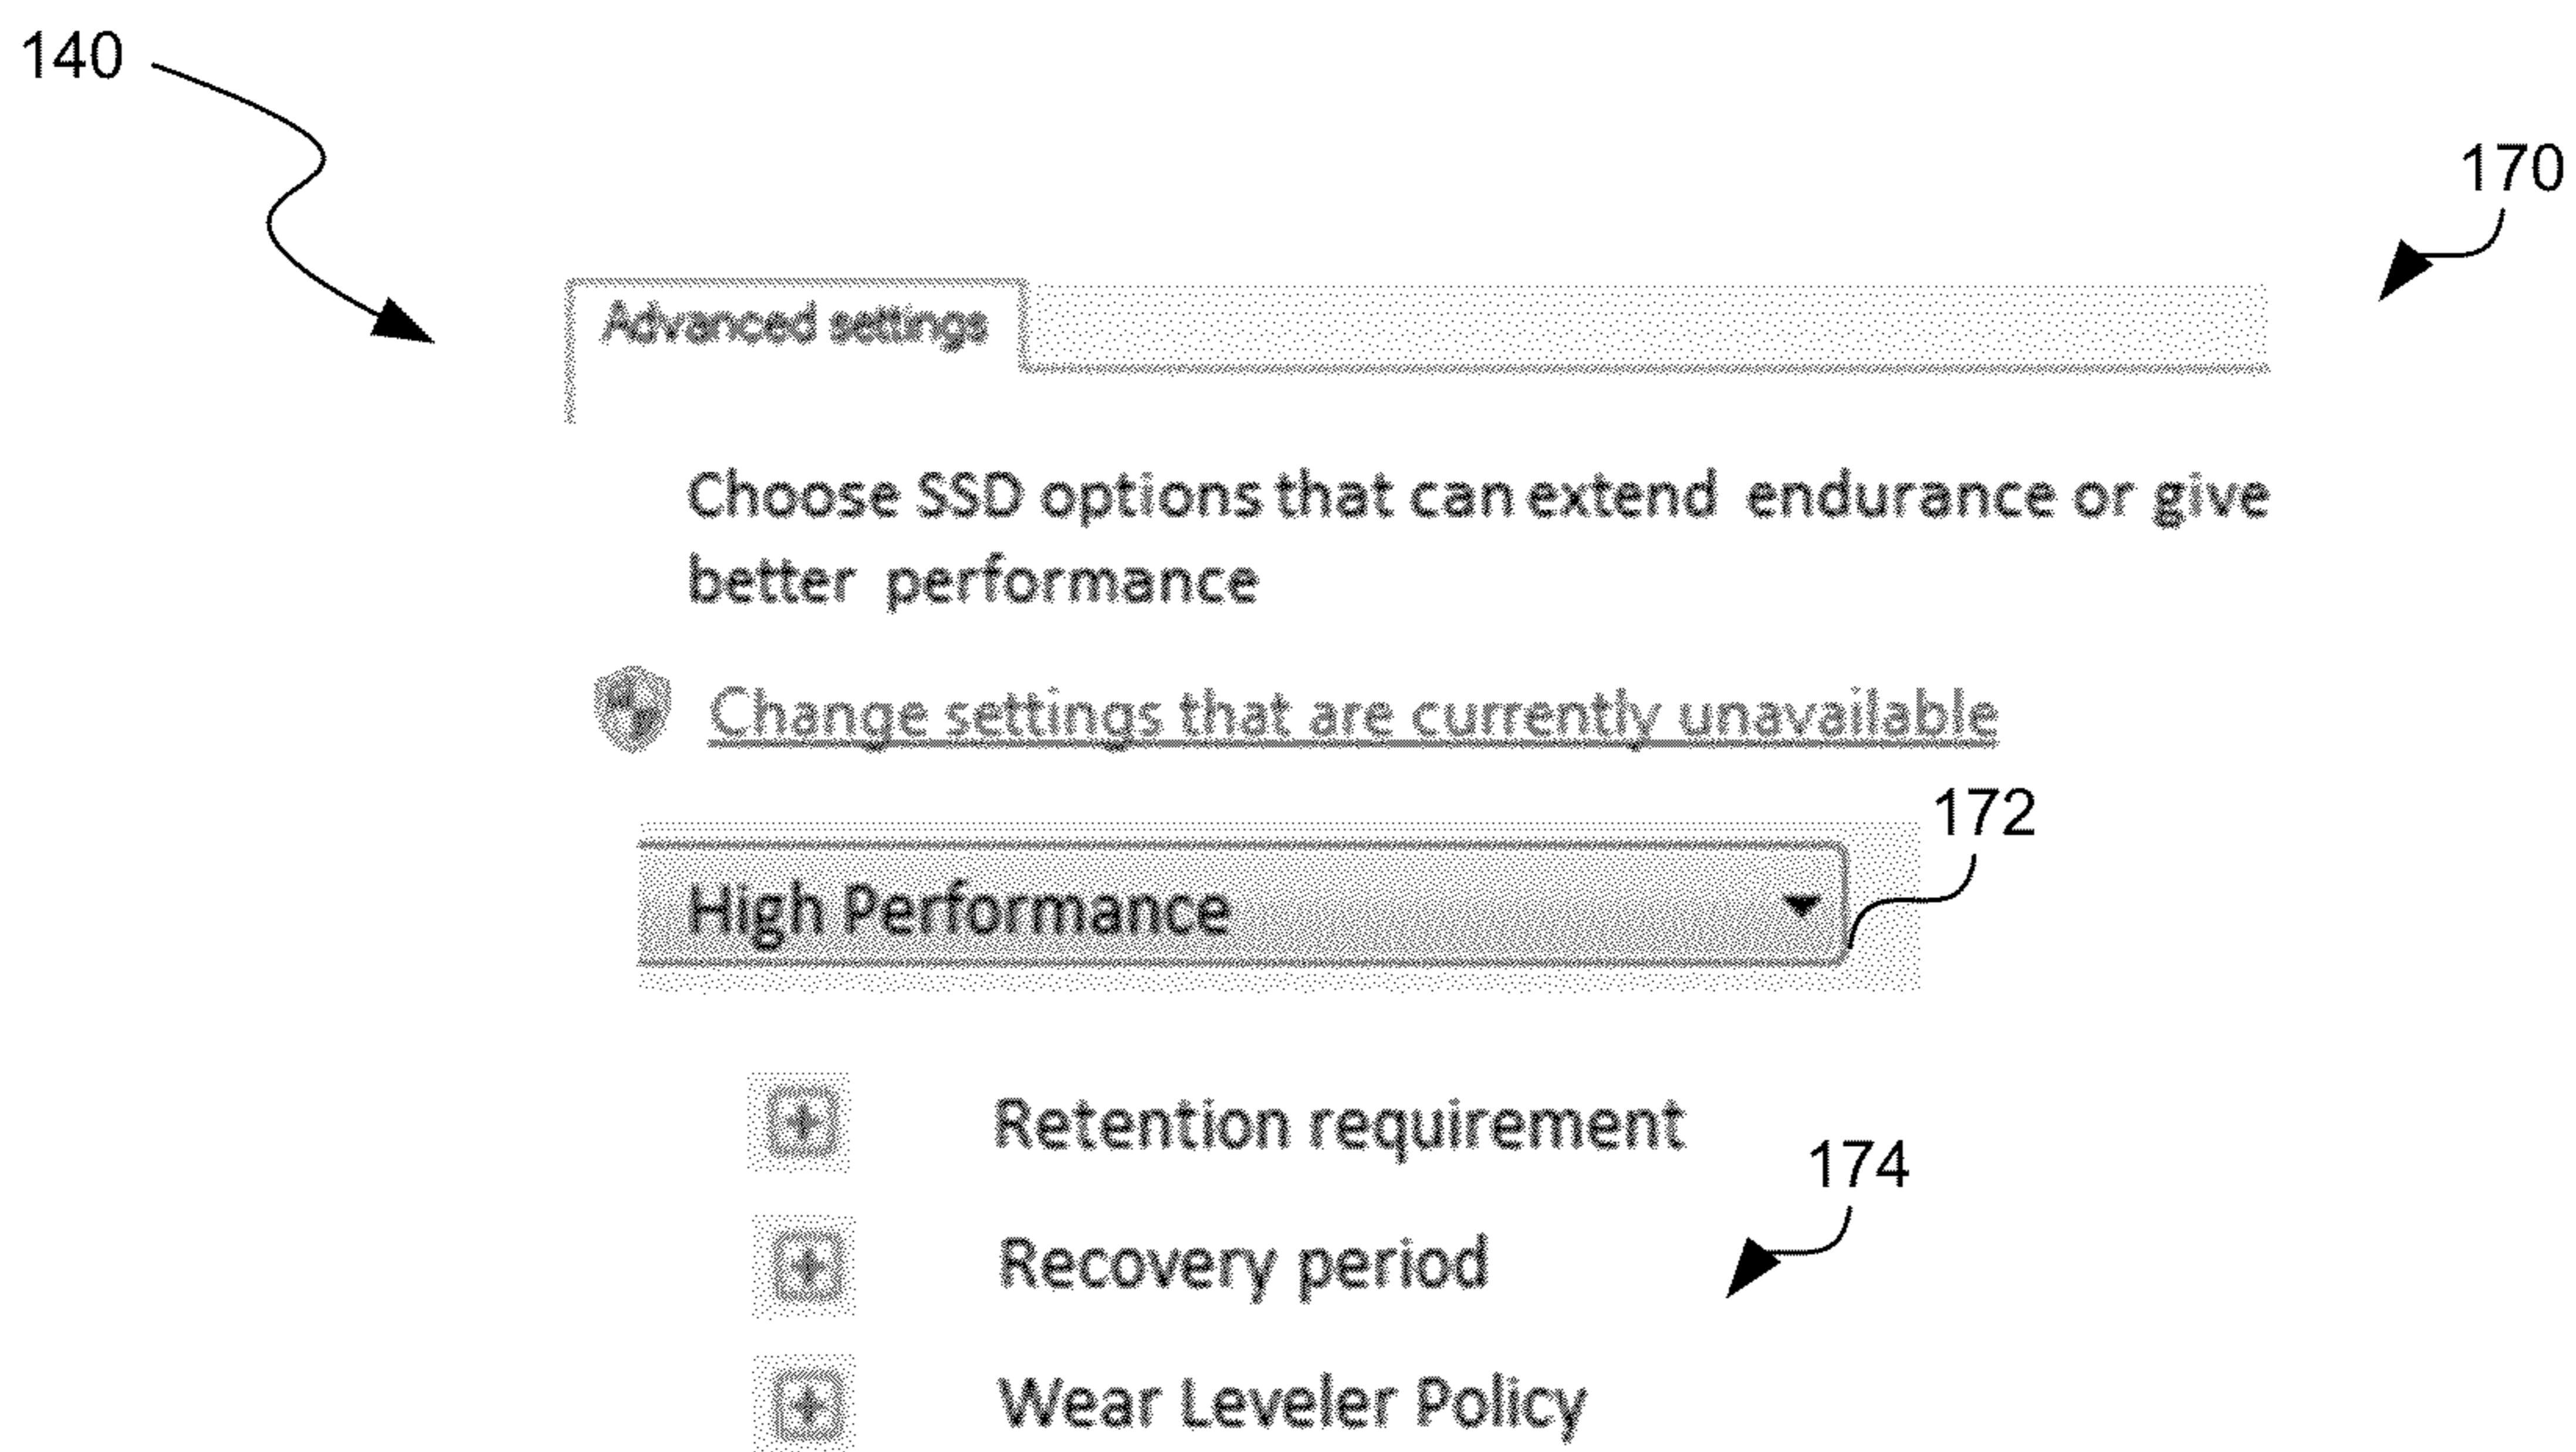 140
170
Advanced settings
Choose SSD options that can extend endurance or give
better performance
Change settings that are currently unavailable
172
High Performance
Retention requirement
174
Recovery period
Wear Leveler Policy